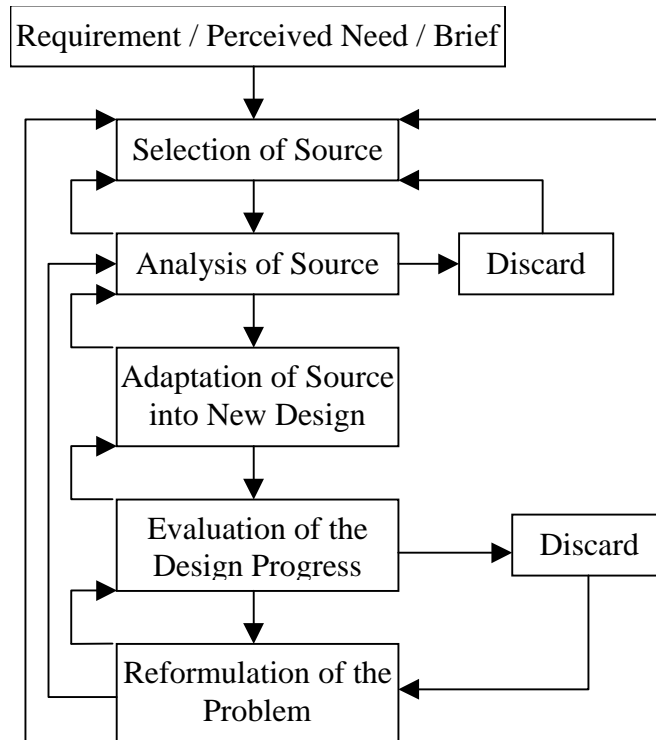 Requirement / Perceived Need / Brief
Selection of Source
Analysis of Source
Discard
Adaptation of Source
into New Design
Evaluation of the
Design Progress
Discard
Reformulation of the
Problem